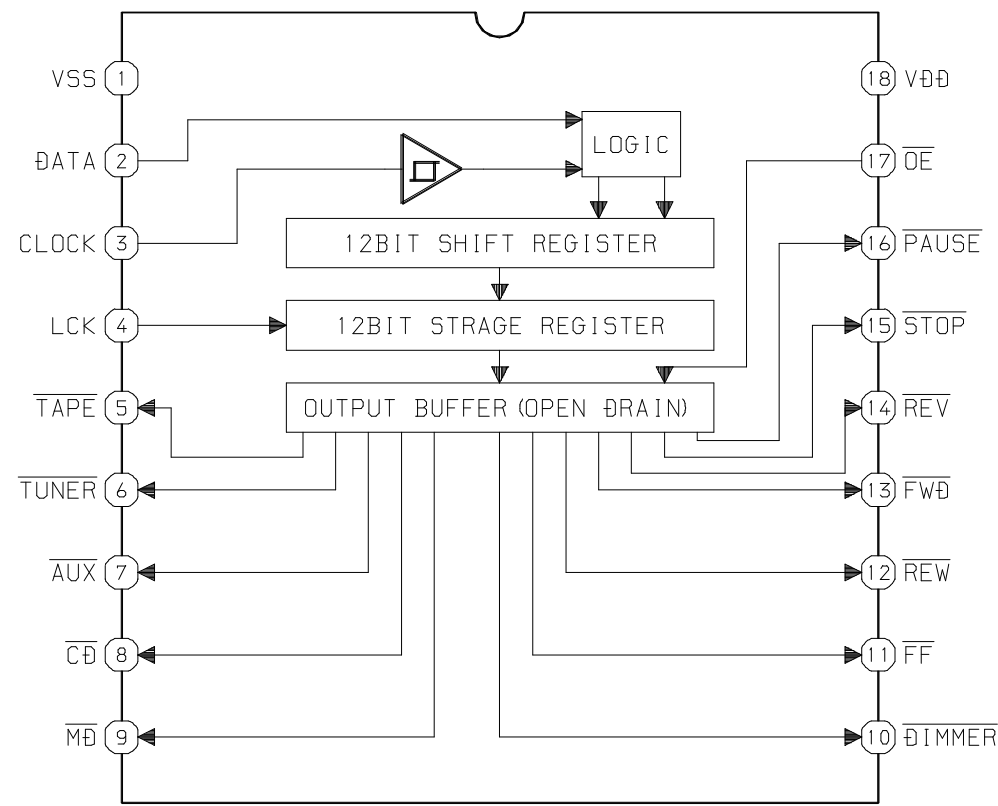 VSS 1
18 VDD
DATA 2
LOGIC
17 OE
CLOCK 3
12BIT SHIFT REGISTER
16 PAUSE
LCK 4
12BIT STRAGE REGISTER
15 STOP
TAPE 5
OUTPUT BUFFER (OPEN DRAIN)
14 REV
TUNER 6
13 FWD
AUX 7
12 REW
CD 8
11 FF
MD 9
10 DIMMER